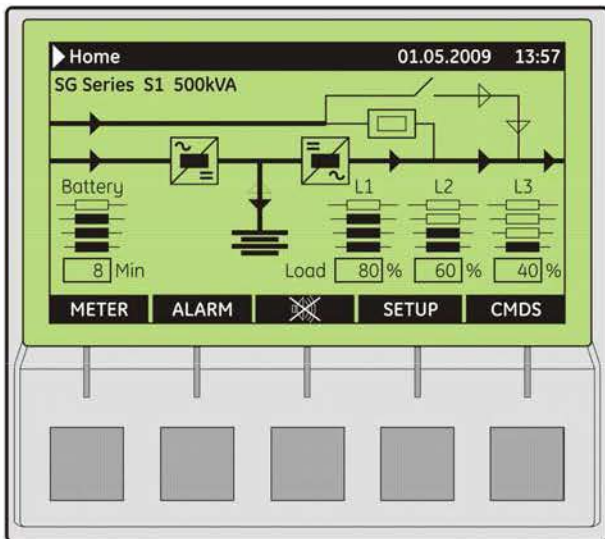 Home 01.05.2009 13:57
SG Series S1 500kVA
Battery L1 L2 L3
8 Min Load 80 % 60 % 40 %
METER ALARM SETUP CMDS